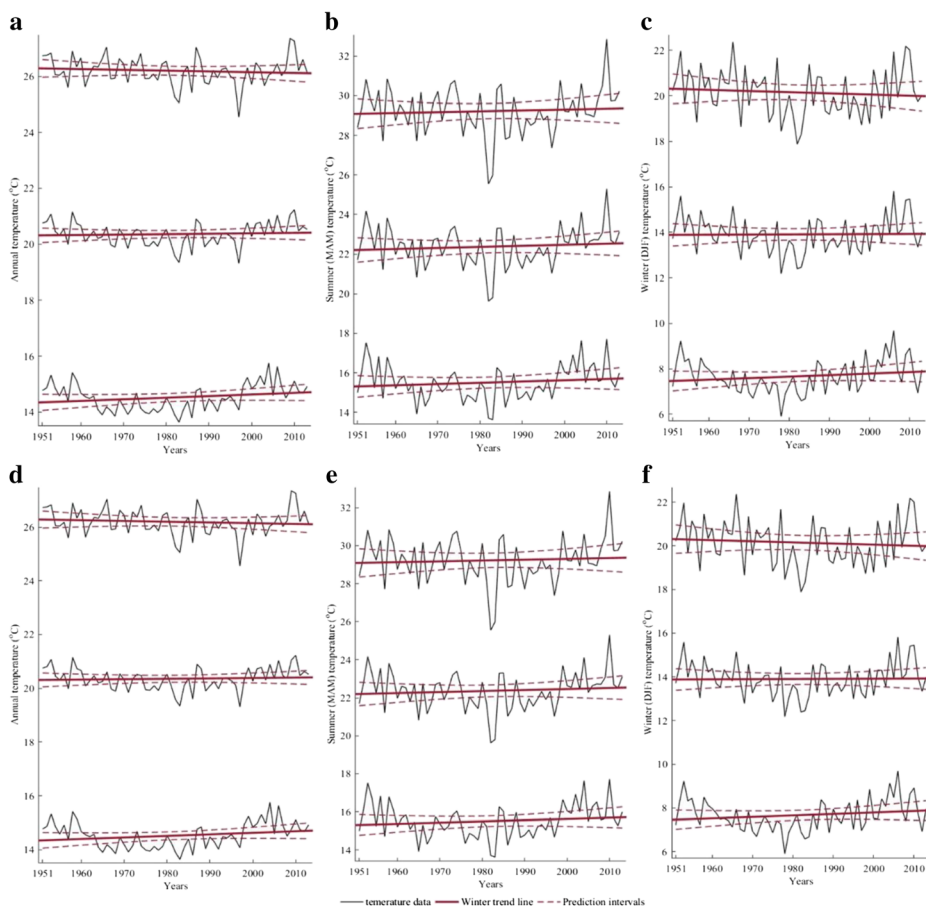 a
26
24
22
20
18
16
14
Annual temperature (°C)
1951 1960 1970 1980 1990 2000 2010
Years
b
32
30
28
26
24
22
20
18
16
14
Summer (MAM) temperature (°C)
1951 1960 1970 1980 1990 2000 2010
Years
c
22
20
18
16
14
12
10
8
6
Winter (DJF) temperature (°C)
1951 1960 1970 1980 1990 2000 2010
Years
d
26
24
22
20
18
16
14
Annual temperature (°C)
1951 1960 1970 1980 1990 2000 2010
Years
e
32
30
28
26
24
22
20
18
16
14
Summer (MAM) temperature (°C)
1951 1960 1970 1980 1990 2000 2010
Years
f
22
20
18
16
14
12
10
8
6
Winter (DJF) temperature (°C)
1951 1960 1970 1980 1990 2000 2010
Years
temerature data Winter trend line Prediction intervals